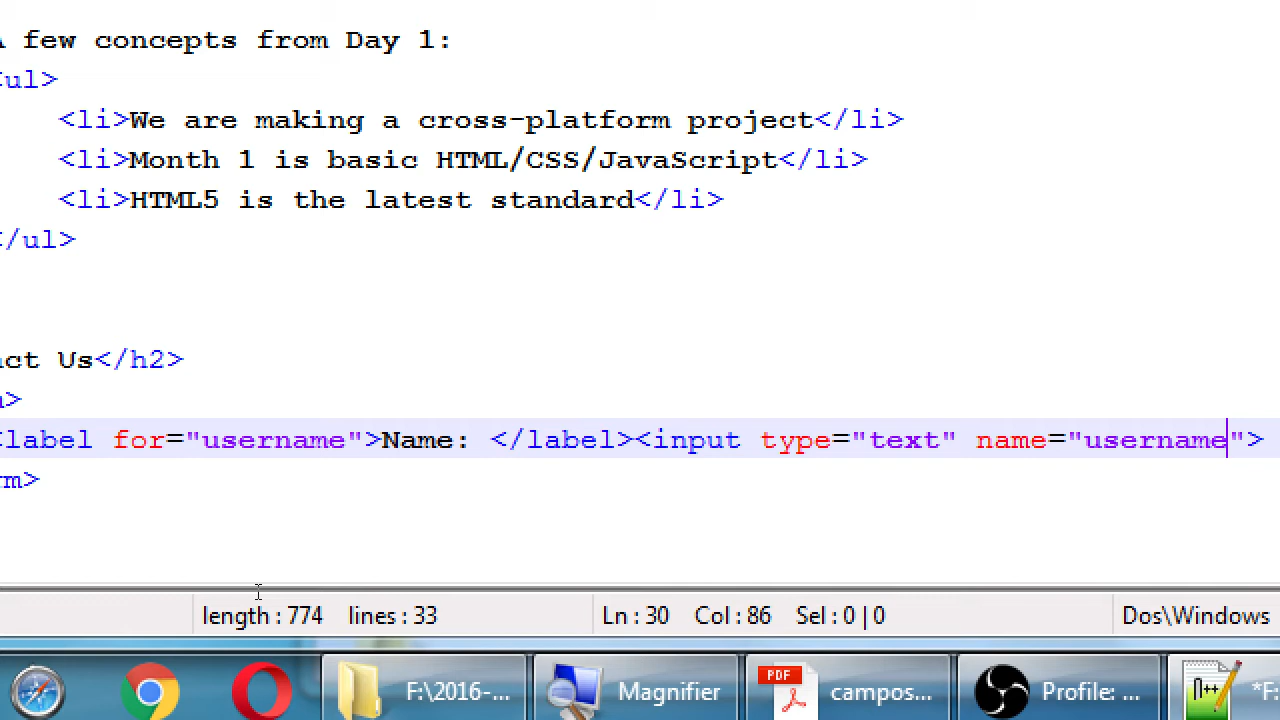 A few concepts from Day 1:
<ul>
<li>We are making a cross-platform project</li>
<li>Month 1 is basic HTML/CSS/JavaScript</li>
<li>HTML5 is the latest standard</li>
</ul>
act Us</h2>
>
<label for="username">Name: </label><input type="text" name="username">
rm>
length : 774 lines : 33 Ln : 30 Col : 86 Sel : 0 | 0 Dos\Windows
F:\2016-... Magnifier PDF campos... Profile: ... N++ *F: